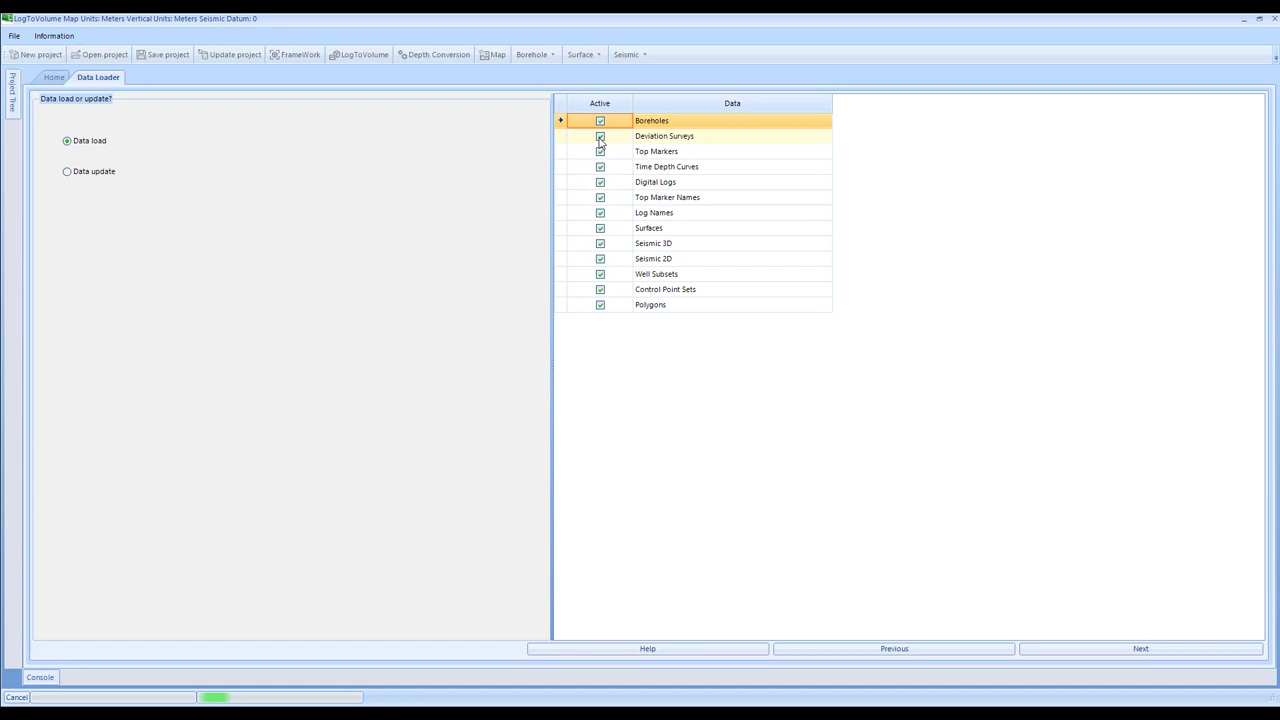 LogToVolume Map Units: Meters Vertical Units: Meters Seismic Datum: 0
File Information
New project Open project Save project Update project FrameWork LogToVolume Depth Conversion Map Borehole Surface Seismic
Project Tree
Home Data Loader
Data load or update?
Data load
Data update
Active Data
Boreholes
Deviation Surveys
Top Markers
Time Depth Curves
Digital Logs
Top Marker Names
Log Names
Surfaces
Seismic 3D
Seismic 2D
Well Subsets
Control Point Sets
Polygons
Help Previous Next
Console
Cancel